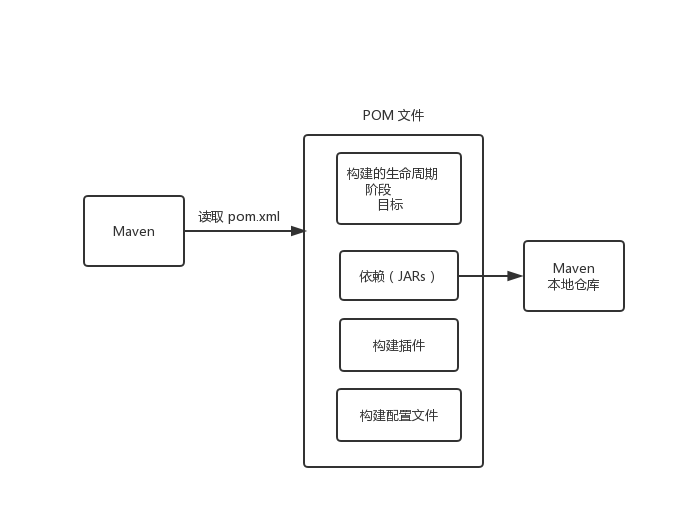 POM 文件
构建的生命周期
阶段
目标
Maven
读取 pom.xml
依赖（JARs）
Maven
本地仓库
构建插件
构建配置文件